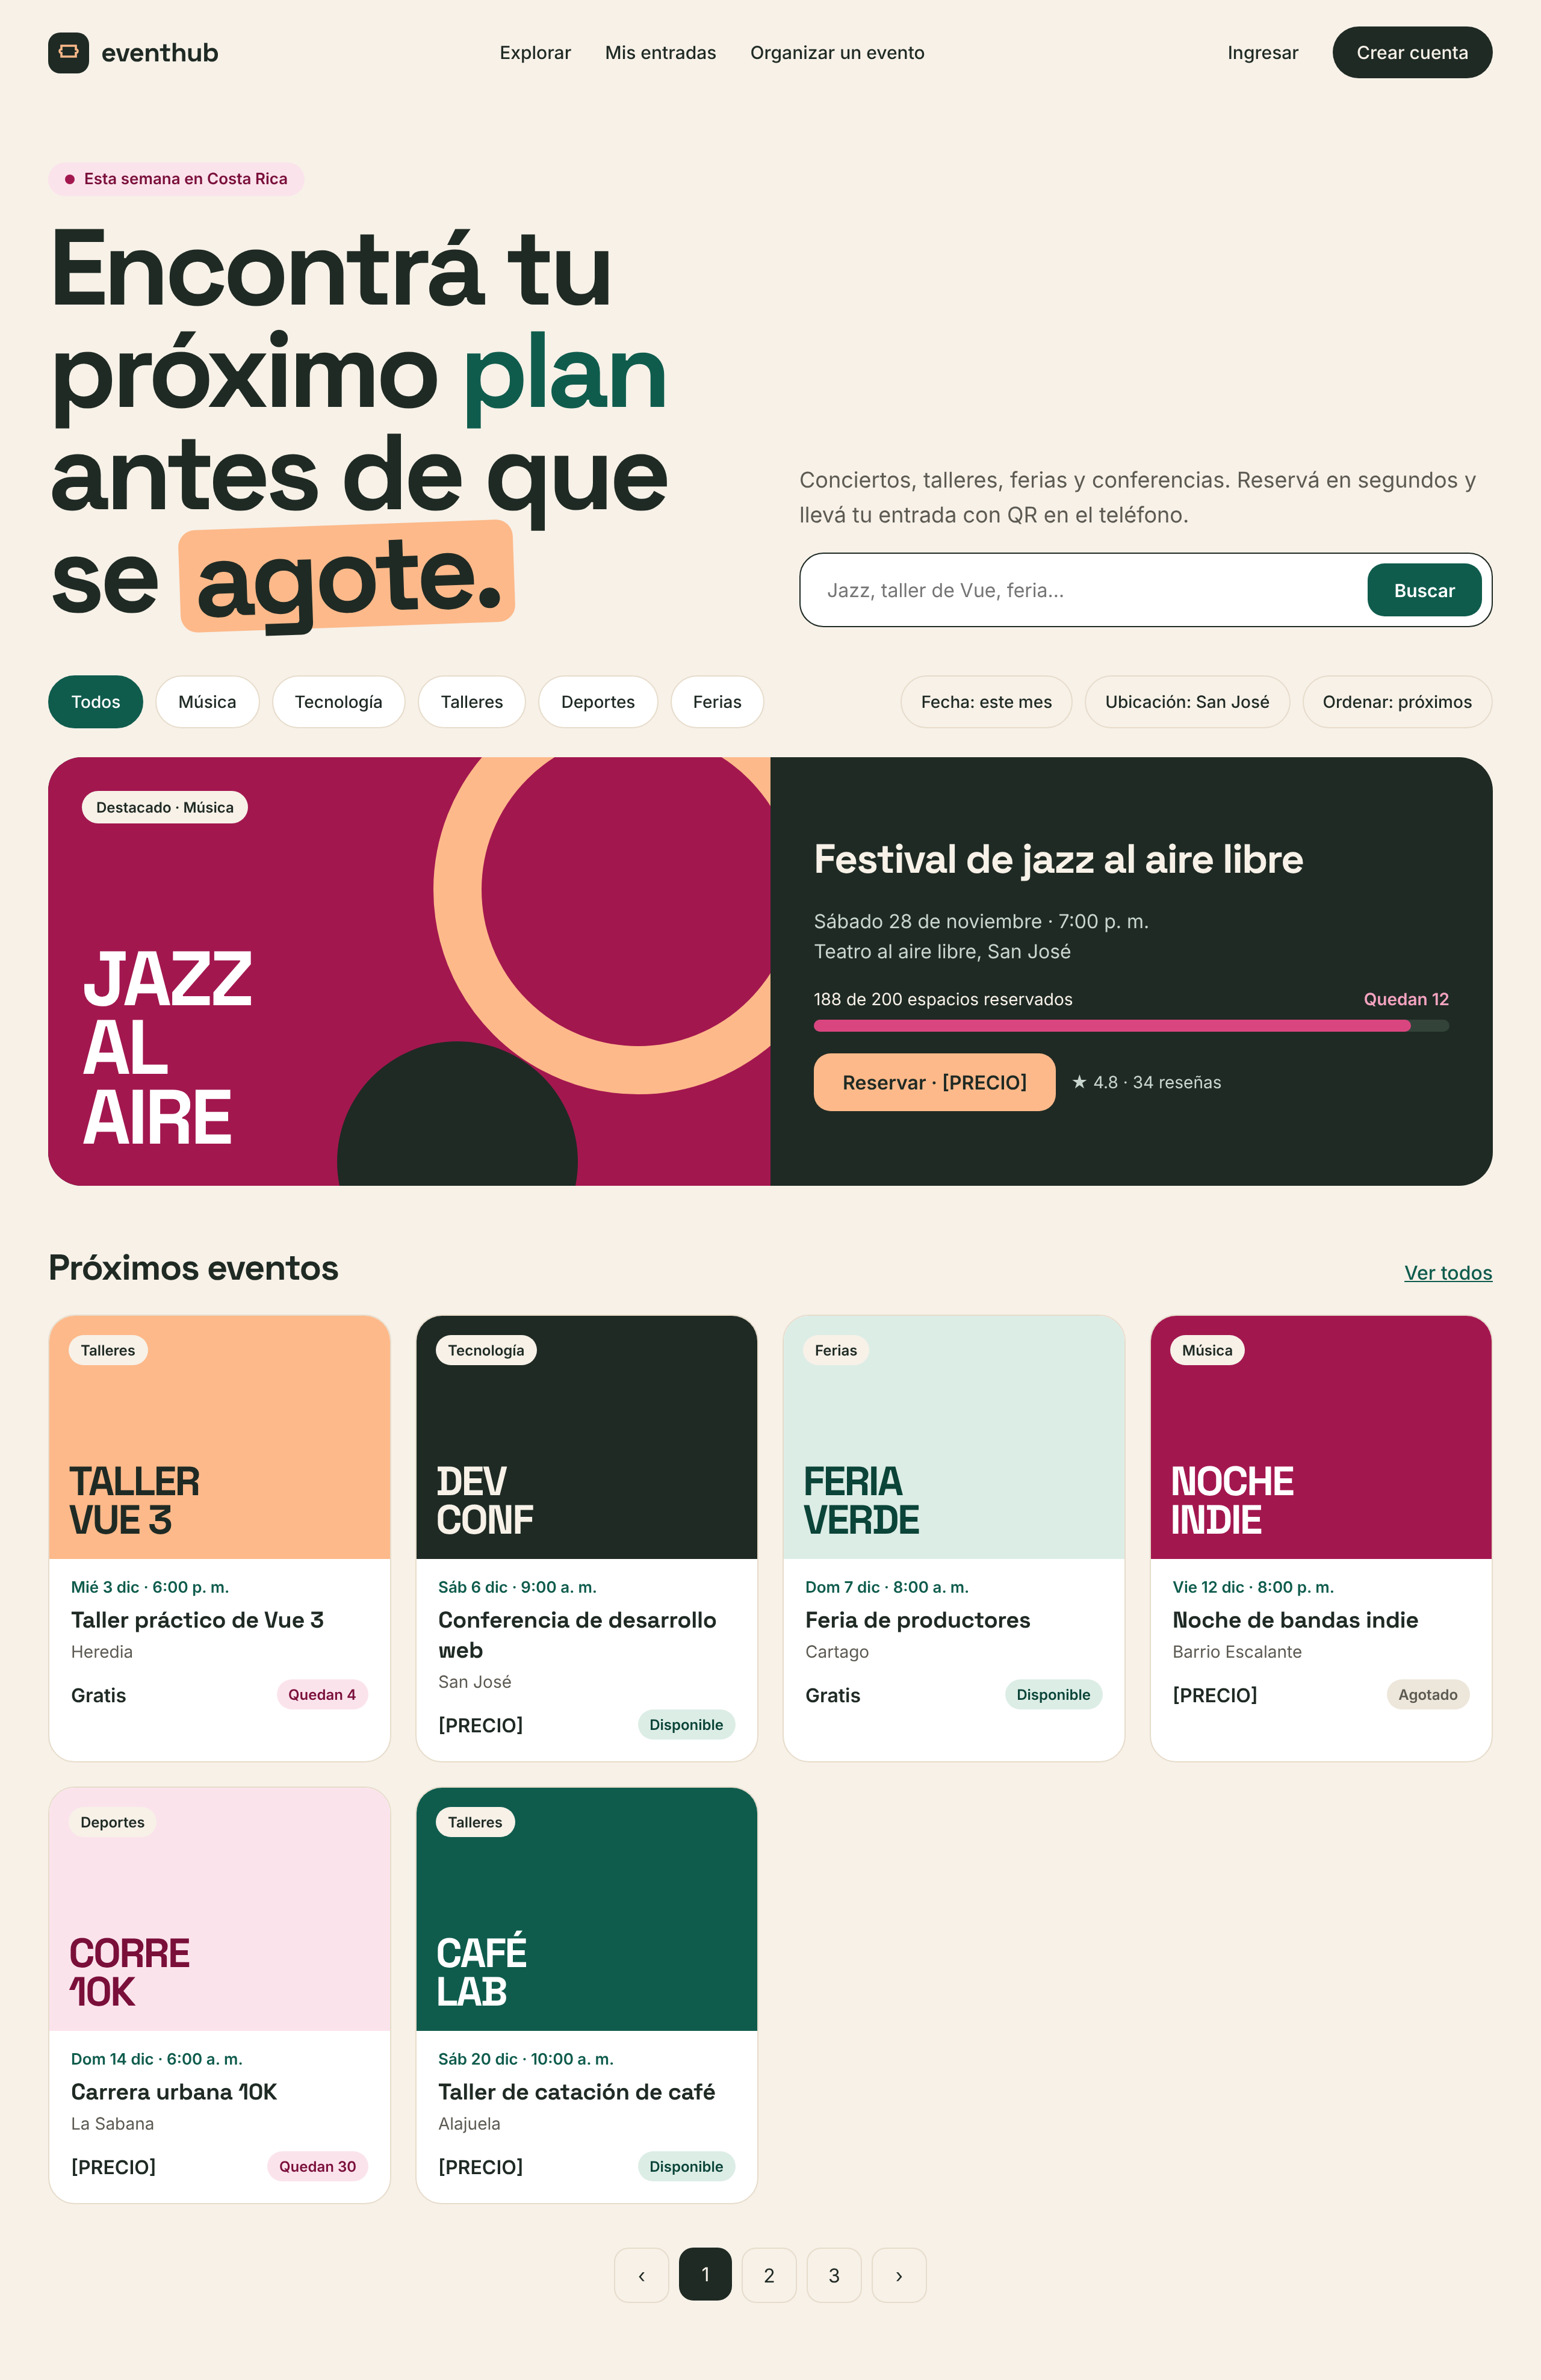 eventhub
Explorar
Mis entradas
Organizar un evento
Ingresar
Crear cuenta
Esta semana en Costa Rica
Encontrá tu
próximo plan
antes de que
se agote.
Conciertos, talleres, ferias y conferencias. Reservá en segundos y
llevá tu entrada con QR en el teléfono.
Jazz, taller de Vue, feria...
Buscar
Todos
Música
Tecnología
Talleres
Deportes
Ferias
Fecha: este mes
Ubicación: San José
Ordenar: próximos
Destacado · Música
JAZZ
AL
AIRE
Festival de jazz al aire libre
Sábado 28 de noviembre · 7:00 p. m.
Teatro al aire libre, San José
188 de 200 espacios reservados
Quedan 12
Reservar · [PRECIO]
★ 4.8 · 34 reseñas
Próximos eventos
Ver todos
Talleres
TALLER
VUE 3
Mié 3 dic · 6:00 p. m.
Taller práctico de Vue 3
Heredia
Gratis
Quedan 4
Tecnología
DEV
CONF
Sáb 6 dic · 9:00 a. m.
Conferencia de desarrollo
web
San José
[PRECIO]
Disponible
Ferias
FERIA
VERDE
Dom 7 dic · 8:00 a. m.
Feria de productores
Cartago
Gratis
Disponible
Música
NOCHE
INDIE
Vie 12 dic · 8:00 p. m.
Noche de bandas indie
Barrio Escalante
[PRECIO]
Agotado
Deportes
CORRE
10K
Dom 14 dic · 6:00 a. m.
Carrera urbana 10K
La Sabana
[PRECIO]
Quedan 30
Talleres
CAFÉ
LAB
Sáb 20 dic · 10:00 a. m.
Taller de catación de café
Alajuela
[PRECIO]
Disponible
‹ 1 2 3 ›